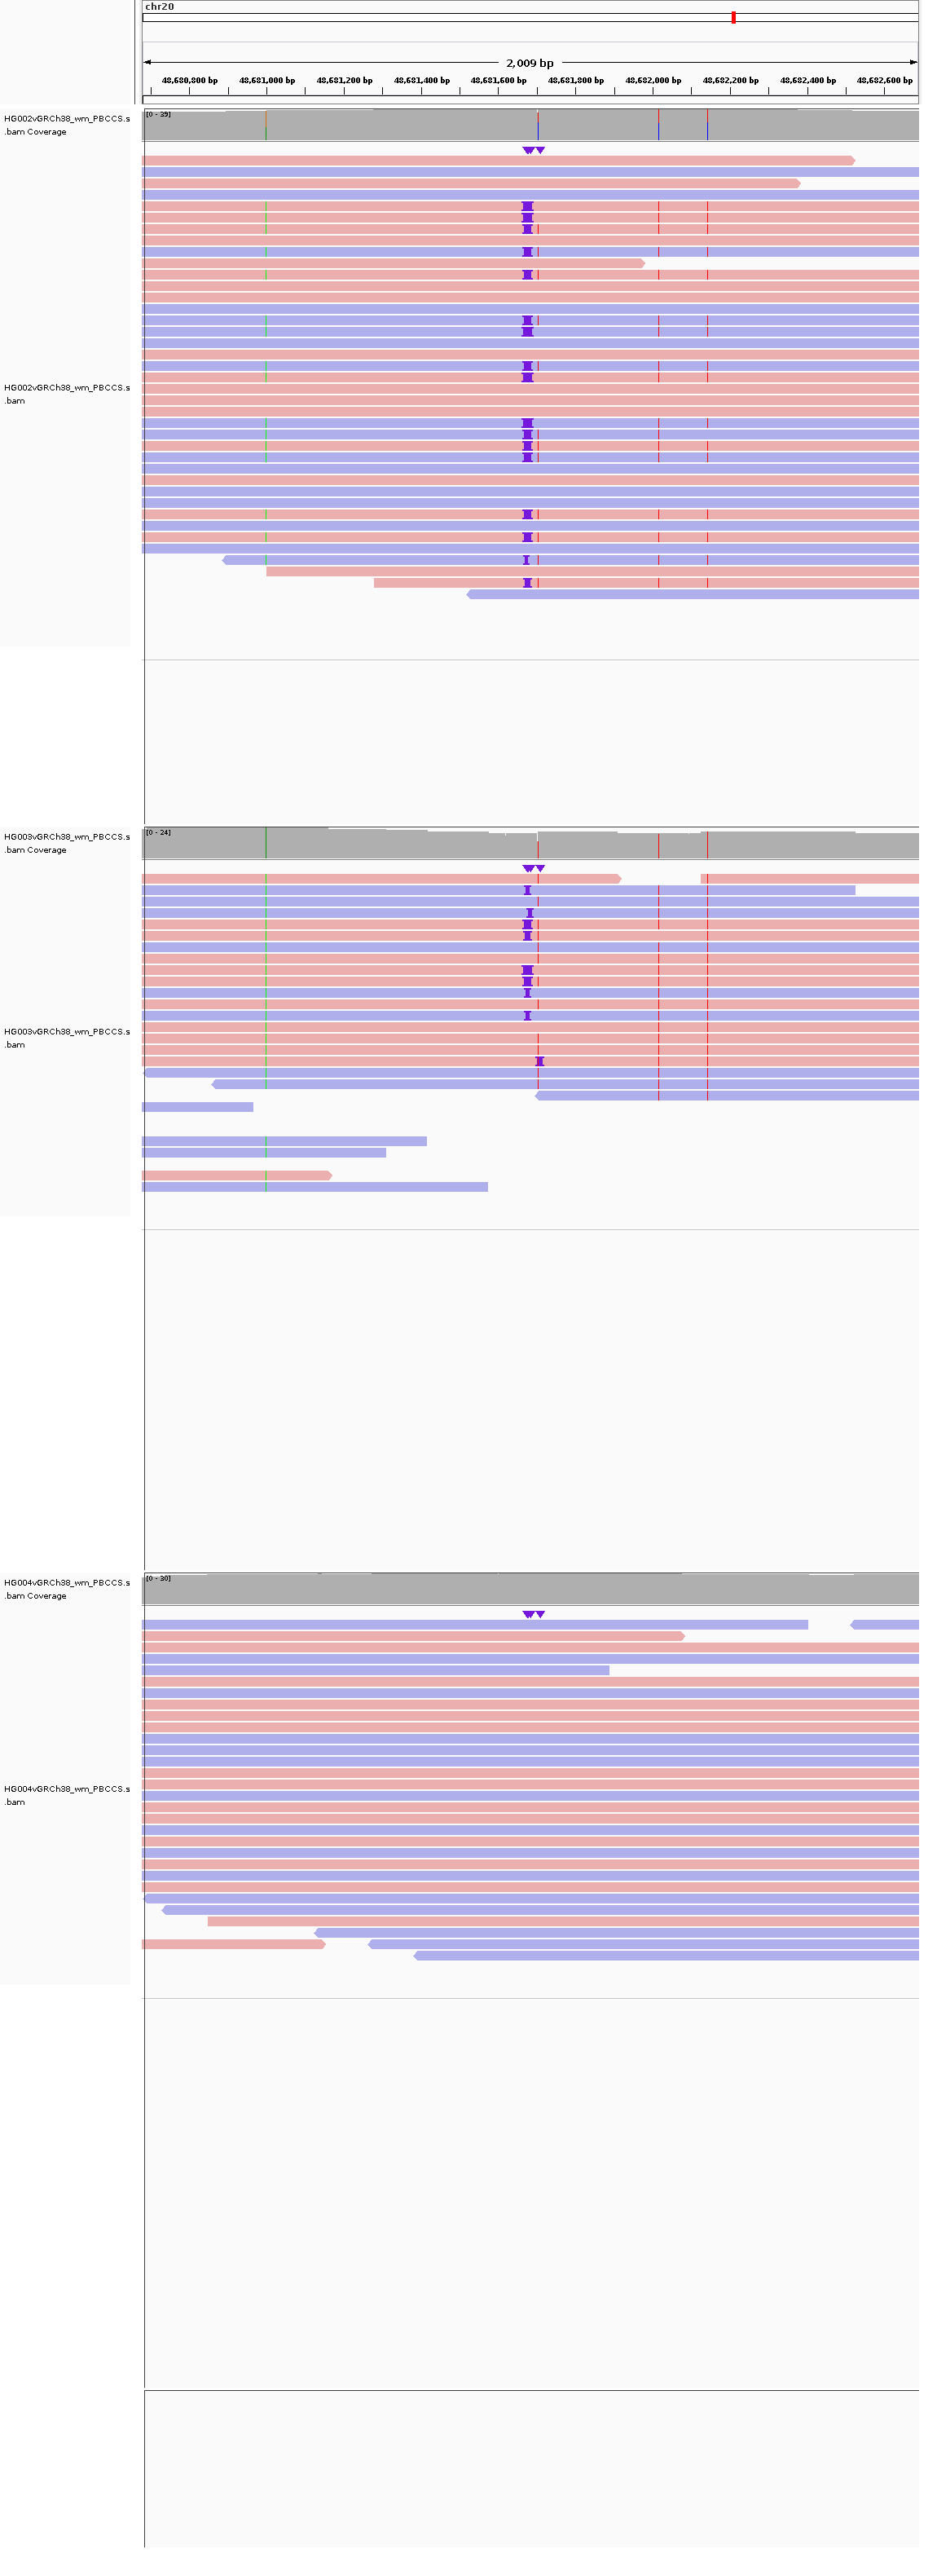 chr20
2,009 bp
48,680,800 bp 48,681,000 bp 48,681,200 bp 48,681,400 bp 48,681,600 bp 48,681,800 bp 48,682,000 bp 48,682,200 bp 48,682,400 bp 48,682,600 bp
HG002vGRCh38_wm_PBCCS.s
.bam Coverage
[0 - 39]
HG002vGRCh38_wm_PBCCS.s
.bam
HG003vGRCh38_wm_PBCCS.s
.bam Coverage
[0 - 24]
HG003vGRCh38_wm_PBCCS.s
.bam
HG004vGRCh38_wm_PBCCS.s
.bam Coverage
[0 - 30]
HG004vGRCh38_wm_PBCCS.s
.bam